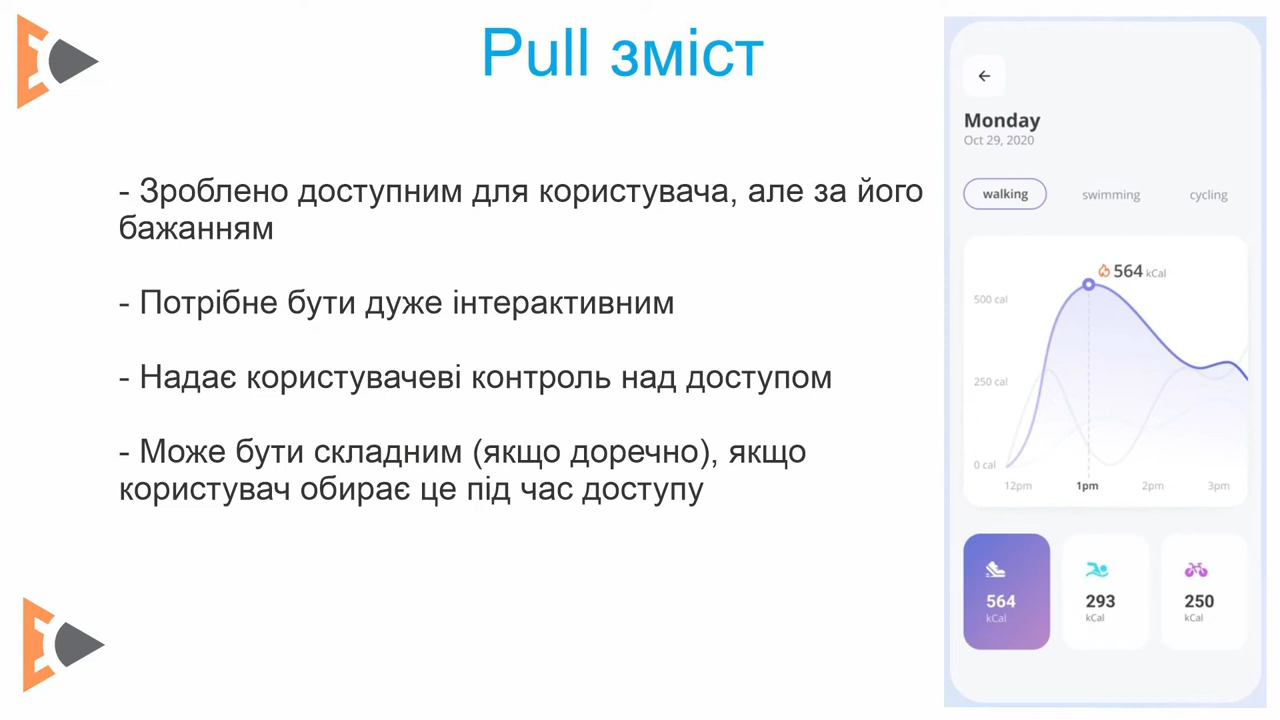 Pull зміст
- Зроблено доступним для користувача, але за його
бажанням
- Потрібне бути дуже інтерактивним
- Надає користувачеві контроль над доступом
- Може бути складним (якщо доречно), якщо
користувач обирає це під час доступу
Monday
Oct 29, 2020
walking swimming cycling
564 kCal
500 cal
250 cal
0 cal
12pm 1pm 2pm 3pm
564 293 250
kCal kCal kCal